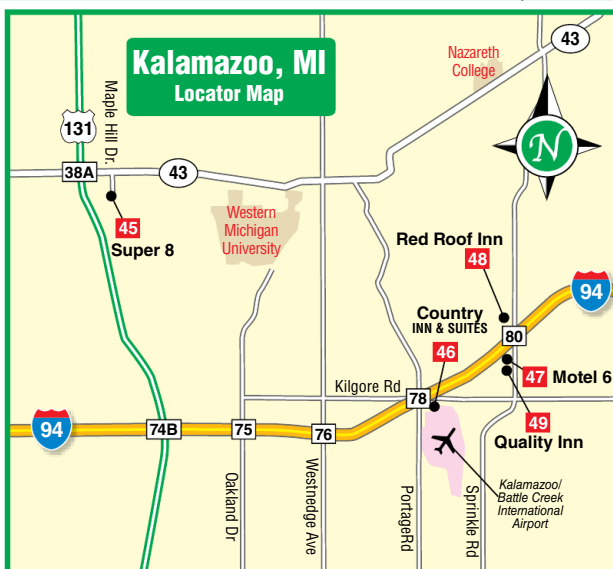 Kalamazoo, MI
Locator Map
43
Nazareth
College
131
Maple Hill Dr.
N
38A
43
45
Super 8
Western
Michigan
University
Red Roof Inn
48
94
Country
INN & SUITES
80
46
47 Motel 6
Kilgore Rd
78
49
Quality Inn
94
74B
75
76
Oakland Dr
Westnedge Ave
PortageRd
Sprinkle Rd
Kalamazoo/
Battle Creek
International
Airport